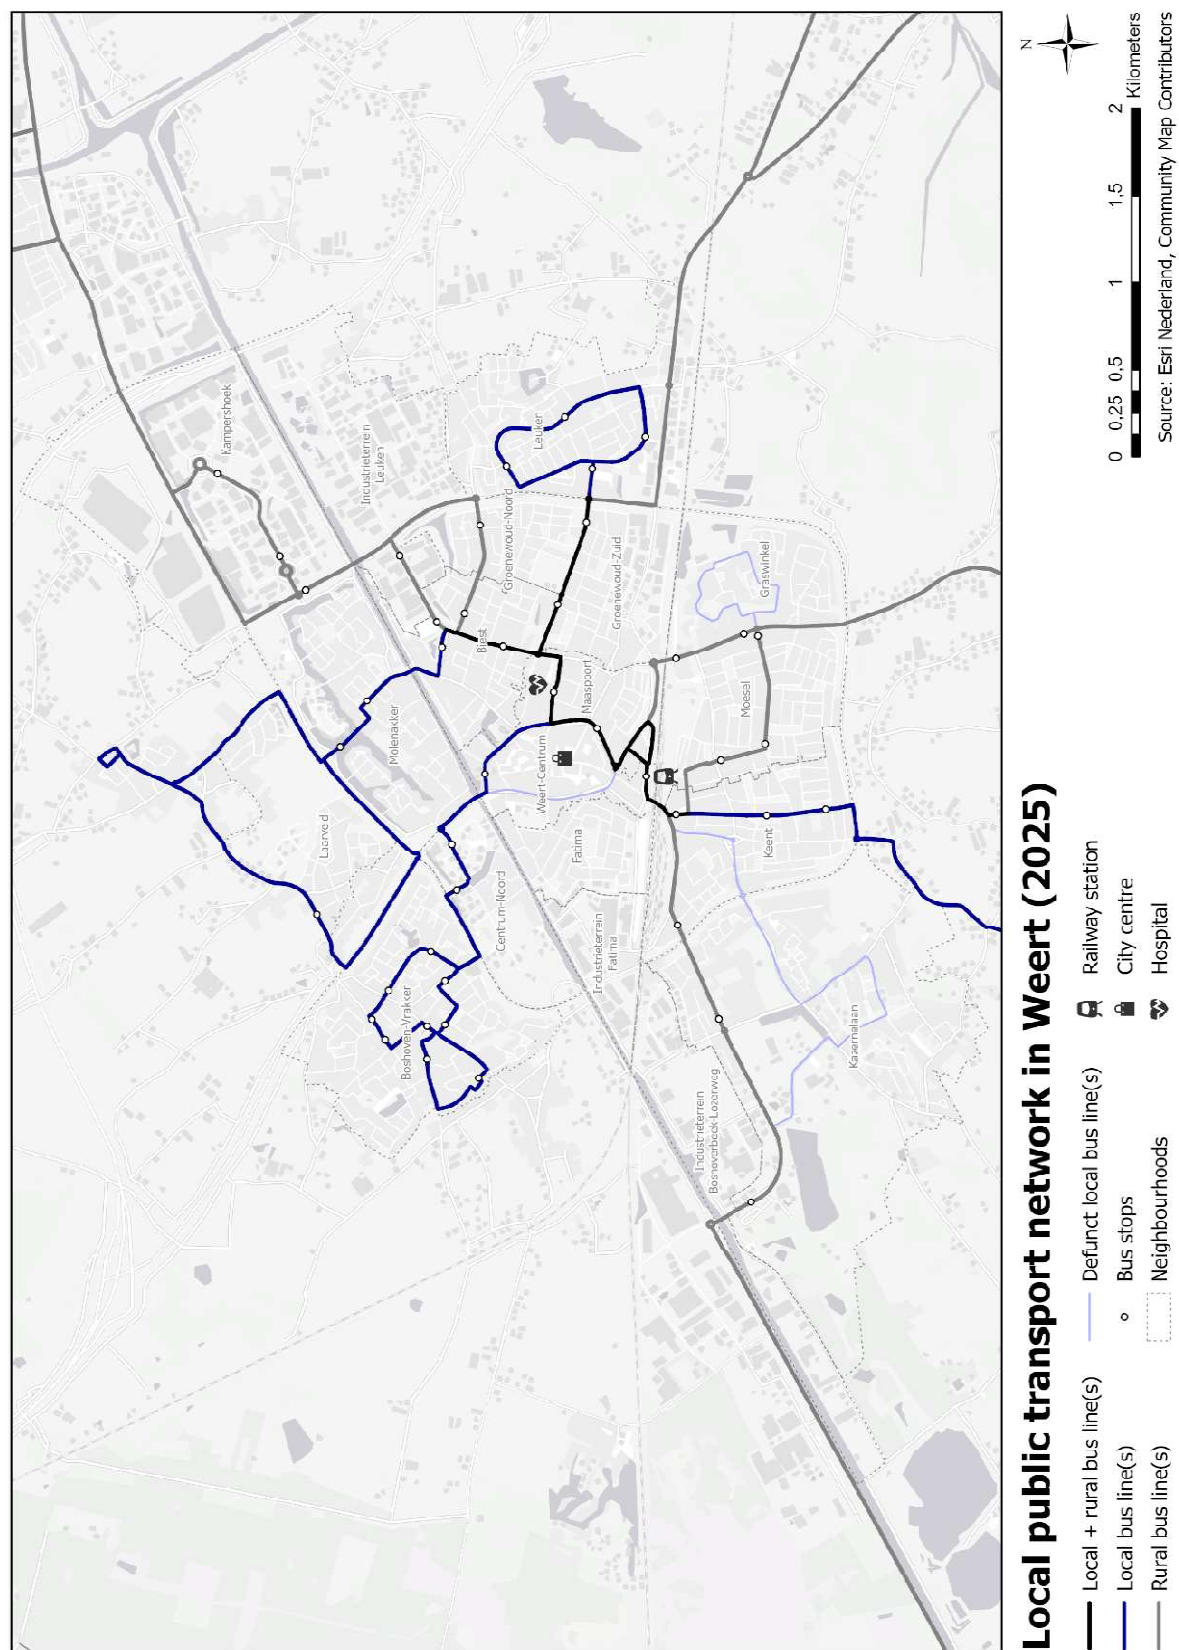 Kampershoek
Industrieterrein
Leuken
Leuker
Groenewoud-Noord
Groenewoud-Zuid
Graswinkel
Biest
Maaspoort
Moesel
Molenakker
Weert-Centrum
Laarveld
Fatima
Keent
Centrum-Noord
Industrieterrein
Fatima
Boshoven-Vrakker
Kazernelaan
Industrieterrein
Boshoverbeek-Lozerweg
Local public transport network in Weert (2025)
Local + rural bus line(s)
Local bus line(s)
Rural bus line(s)
Defunct local bus line(s)
Bus stops
Neighbourhoods
Railway station
City centre
Hospital
N
0 0,25 0,5 1 1,5 2
Kilometers
Source: Esri Nederland, Community Map Contributors